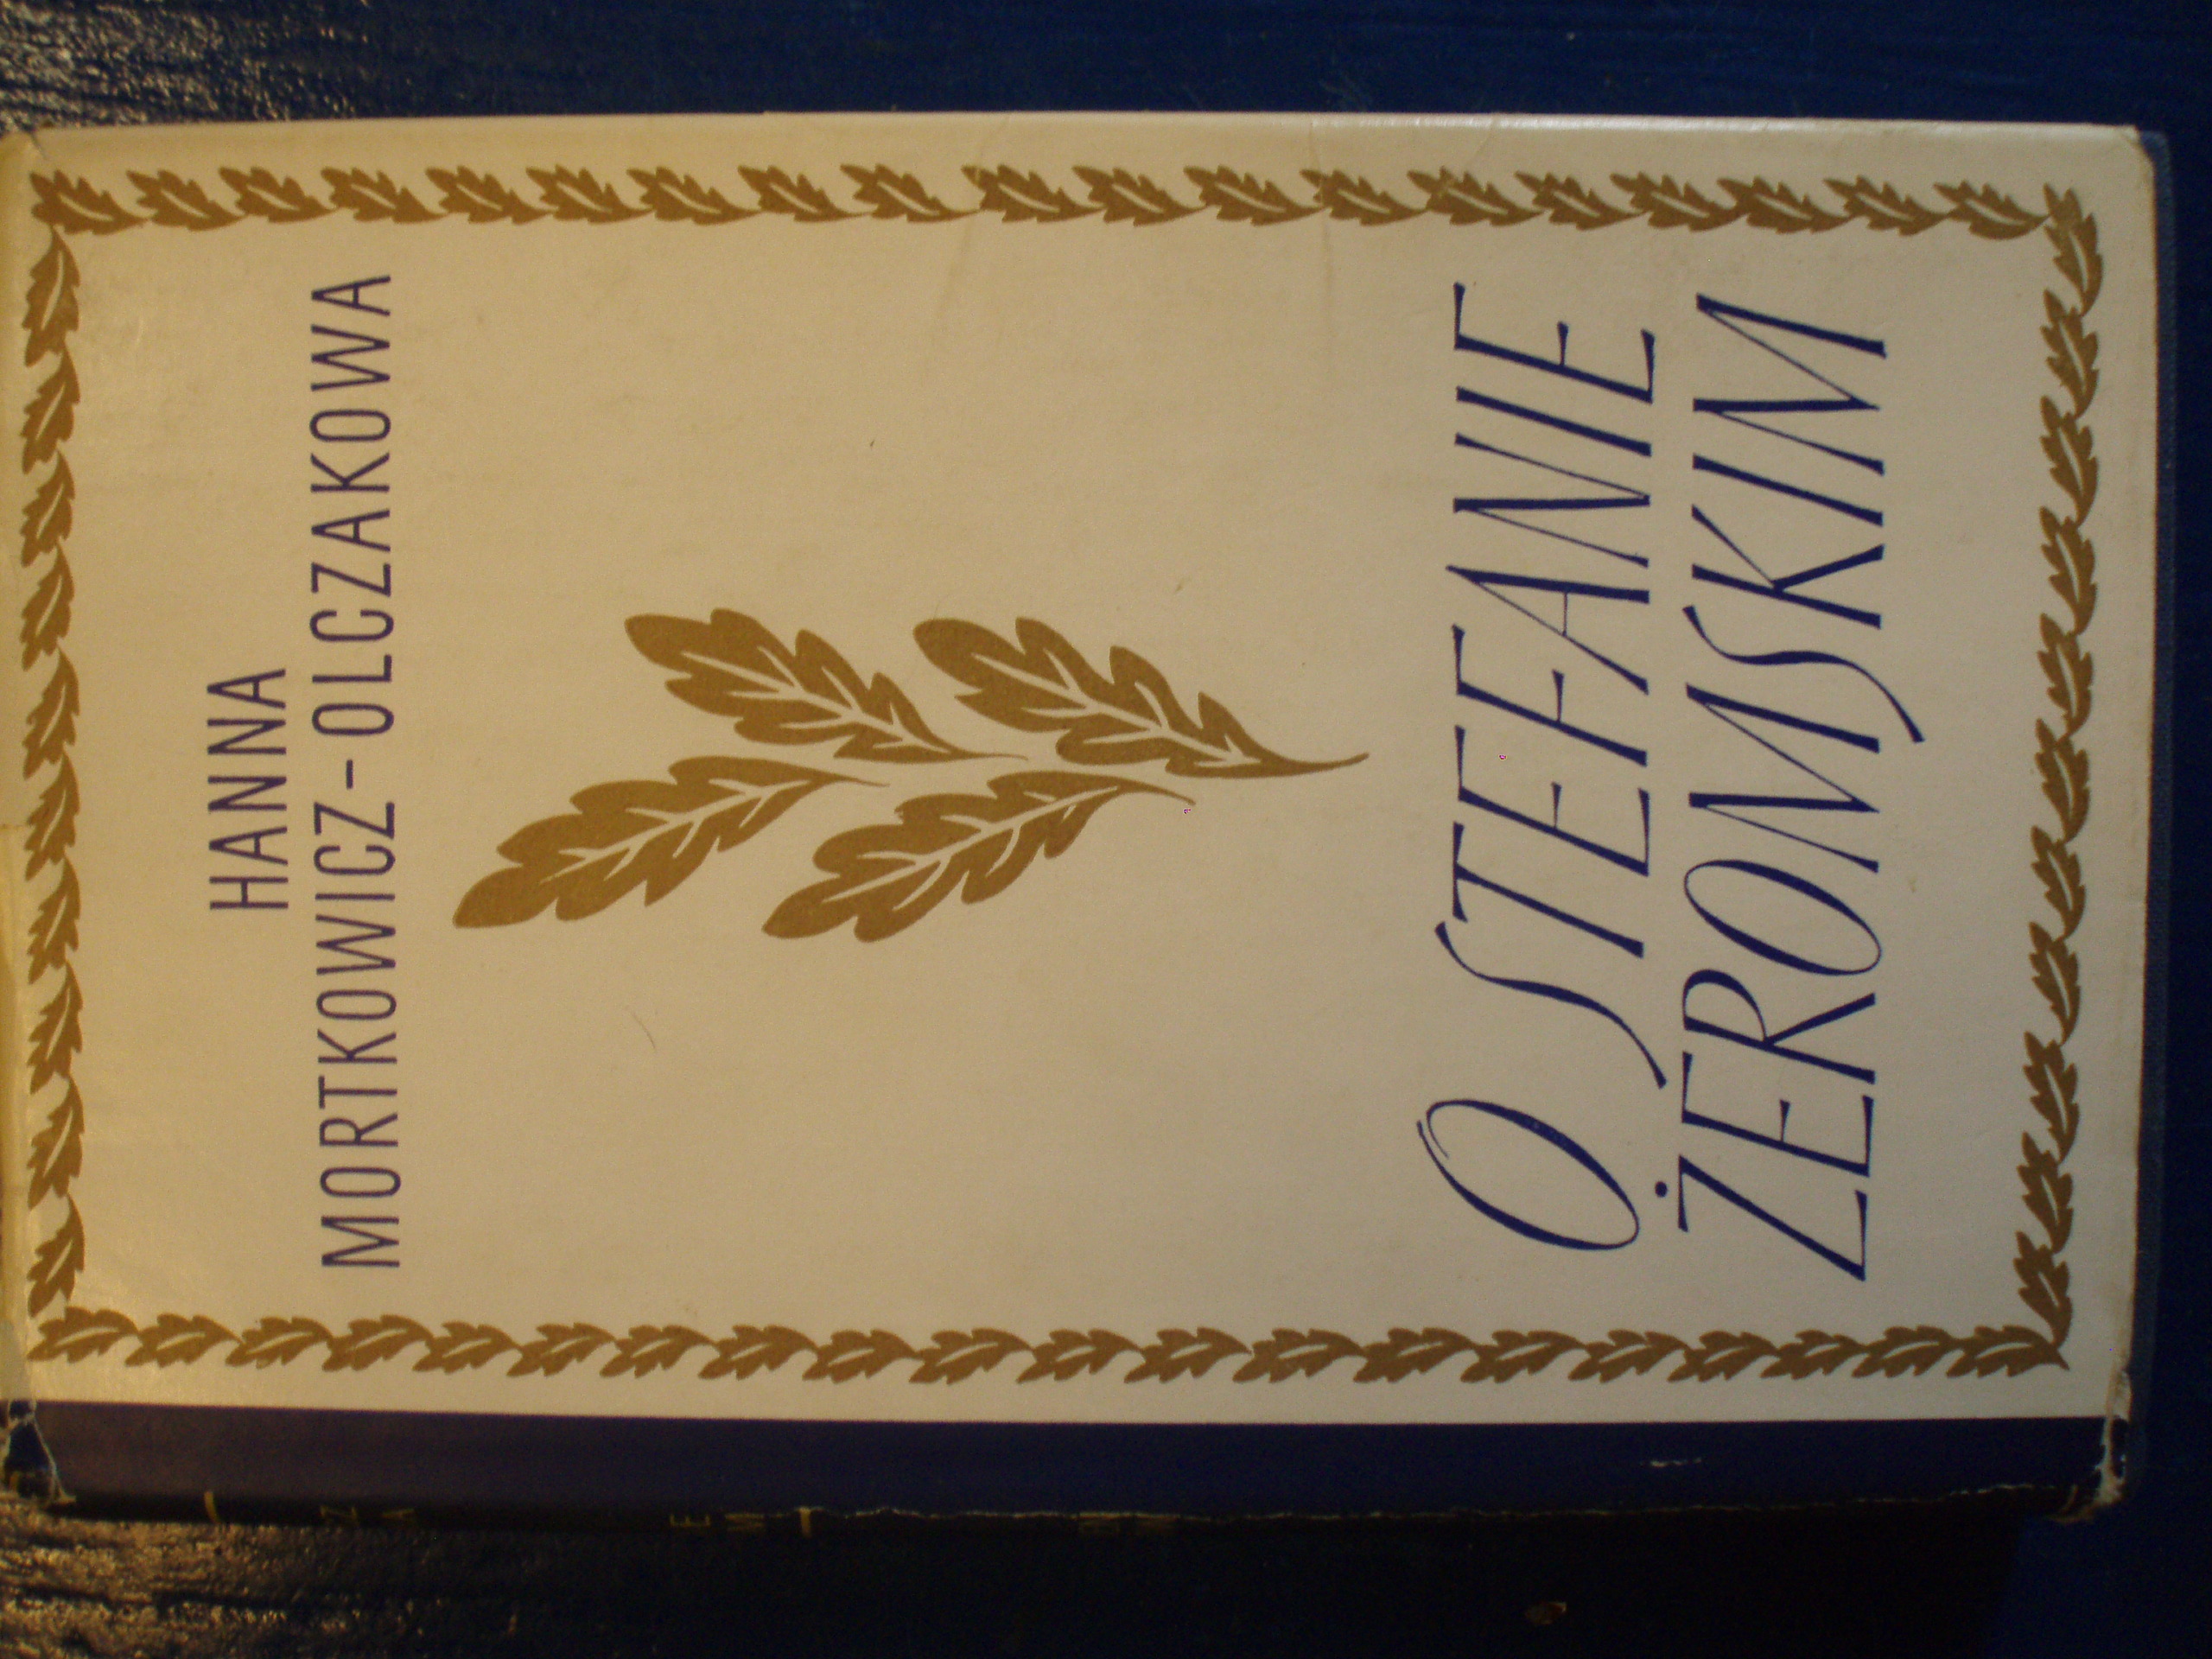 HANNA
MORTKOWICZ-OLCZAKOWA
O STEFANIE
ŻEROMSKIM